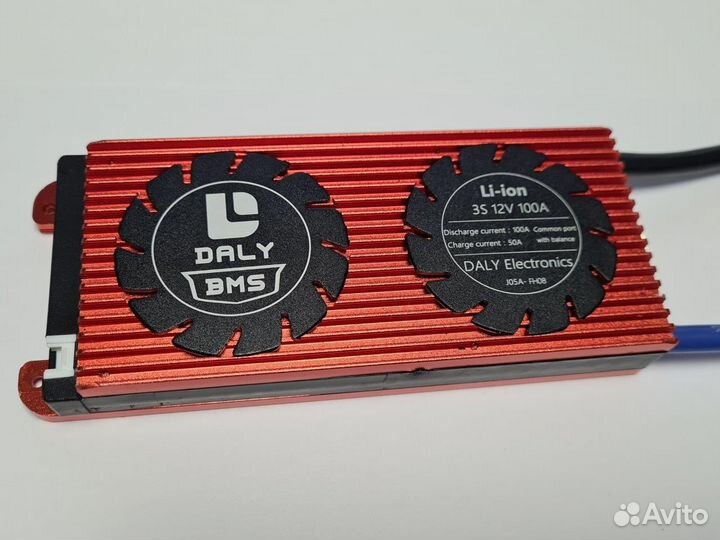 DALY
BMS
Li-ion
3S 12V 100A
Discharge current : 100A Common port
Charge current : 50A with balance
DALY Electronics
J05A- FH08
Avito